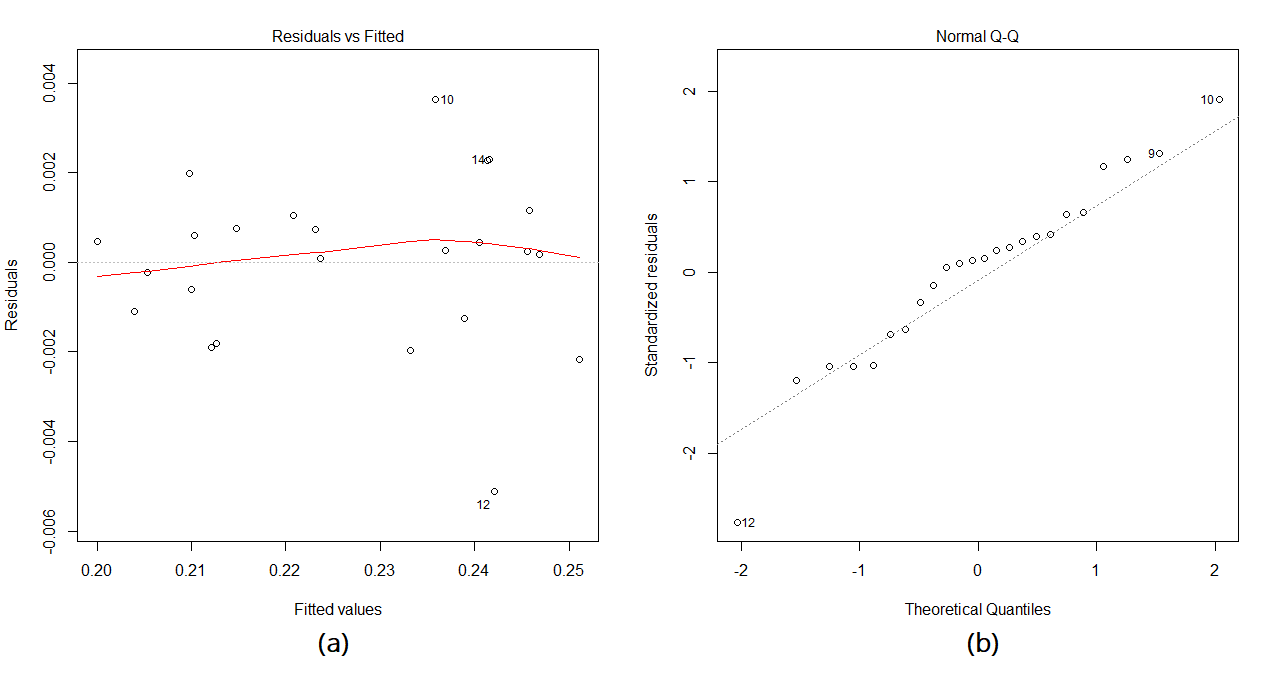 Residuals vs Fitted
0.004
0.002
0.000
-0.002
-0.004
-0.006
Residuals
10
14
12
0.20 0.21 0.22 0.23 0.24 0.25
Fitted values
(a)
Normal Q-Q
2
1
0
-1
-2
Standardized residuals
10
9
12
-2 -1 0 1 2
Theoretical Quantiles
(b)